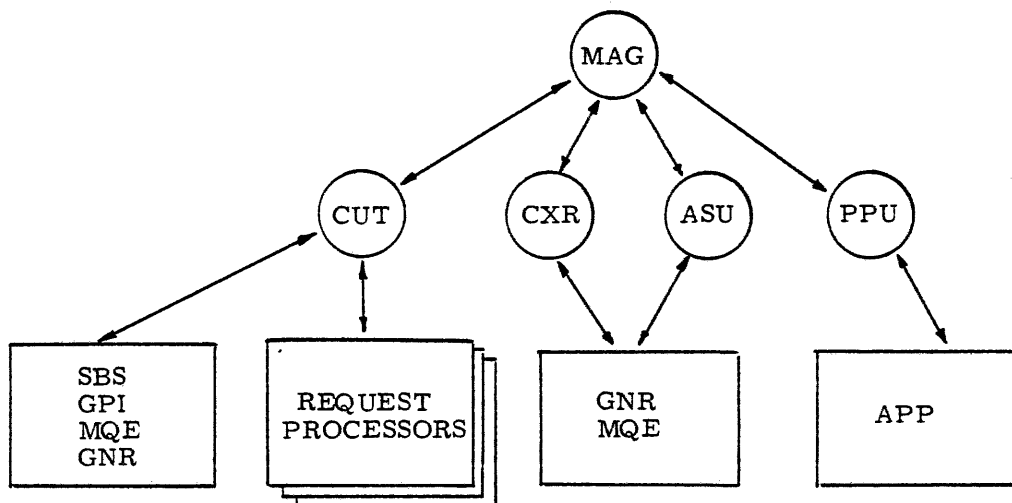 MAG
CUT
CXR
ASU
PPU
SBS
GPI
MQE
GNR
REQUEST
PROCESSORS
GNR
MQE
APP